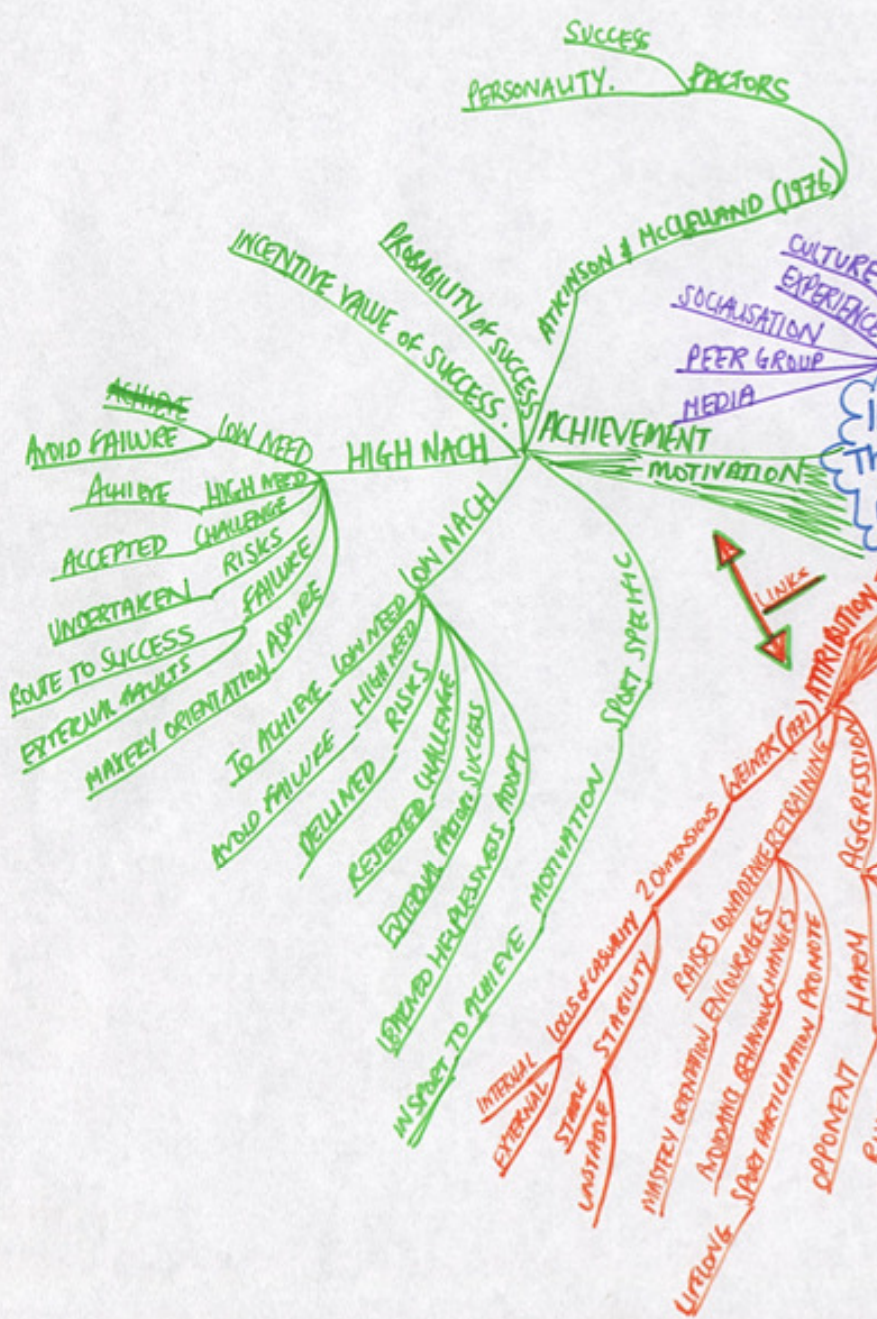 SUCCESS
PERSONALITY.
FACTORS
ATKINSON & McCLELLAND (1976)
PROBABILITY OF SUCCESS
INCENTIVE VALUE OF SUCCESS.
CULTURE
EXPERIENCE
SOCIALISATION
PEER GROUP
MEDIA
ACHIEVEMENT
MOTIVATION
HIGH NACH
LOW NEED
ACHIEVE
AVOID FAILURE
HIGH NEED
ACHIEVE
CHALLENGE
ACCEPTED
RISKS
UNDERTAKEN
FAILURE
ROUTE TO SUCCESS
EXTERNAL FAULTS
ASPIRE
MASTERY ORIENTATION
LOW NACH
LOW NEED
TO ACHIEVE
HIGH NEED
AVOID FAILURE
RISKS
DECLINED
CHALLENGE
REJECTED
SUCCESS
EXTERNAL FACTORS
ADOPT
LEARNED HELPLESSNESS
SPORT SPECIFIC
MOTIVATION
IN SPORT TO ACHIEVE
LINKS
ATTRIBUTION
WEINER
2 DIMENSIONS
LOCUS OF CASUALITY
INTERNAL
EXTERNAL
STABILITY
STABLE
UNSTABLE
RETRAINING
RAISES CONFIDENCE
ENCOURAGES
MASTERY ORIENTATION
CHANGES
AVOIDANCE BEHAVIOUR
PROMOTE
SPORT PARTICIPATION
LIFELONG
AGGRESSION
HARM
OPPONENT